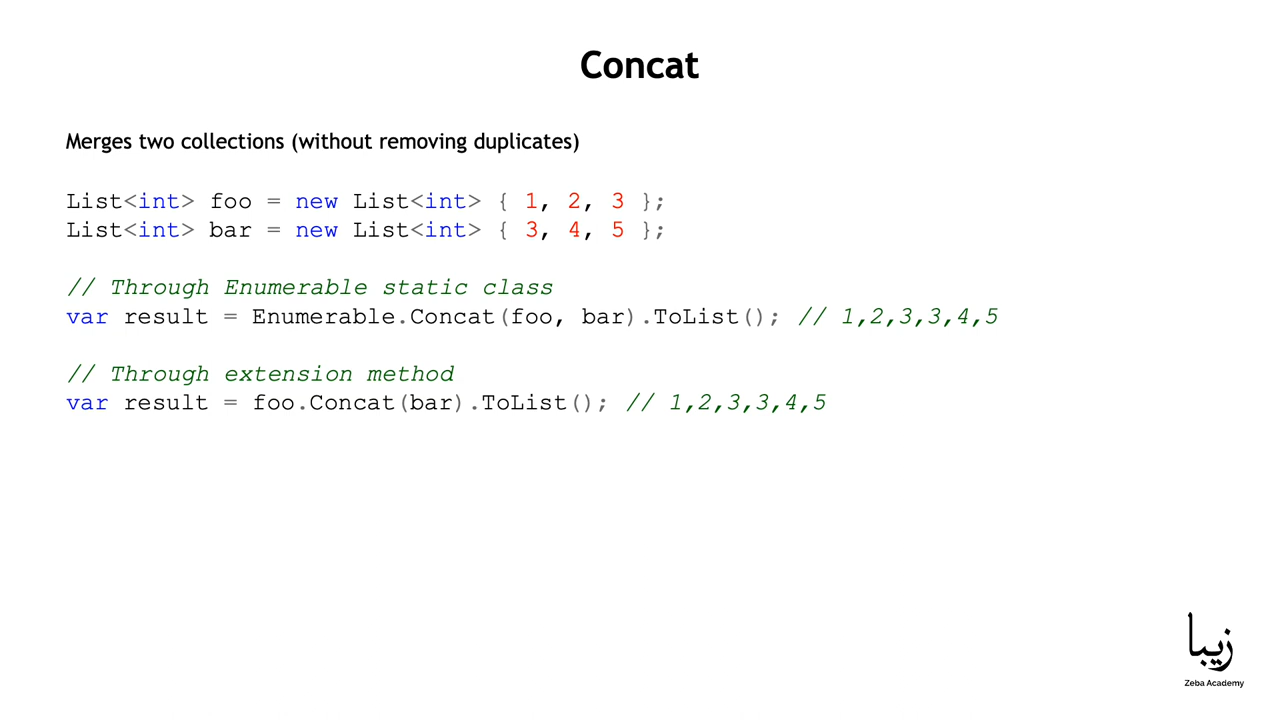 Concat
Merges two collections (without removing duplicates)
List<int> foo = new List<int> { 1, 2, 3 };
List<int> bar = new List<int> { 3, 4, 5 };
// Through Enumerable static class
var result = Enumerable.Concat(foo, bar).ToList(); // 1,2,3,3,4,5
// Through extension method
var result = foo.Concat(bar).ToList(); // 1,2,3,3,4,5
زيبا
Zeba Academy